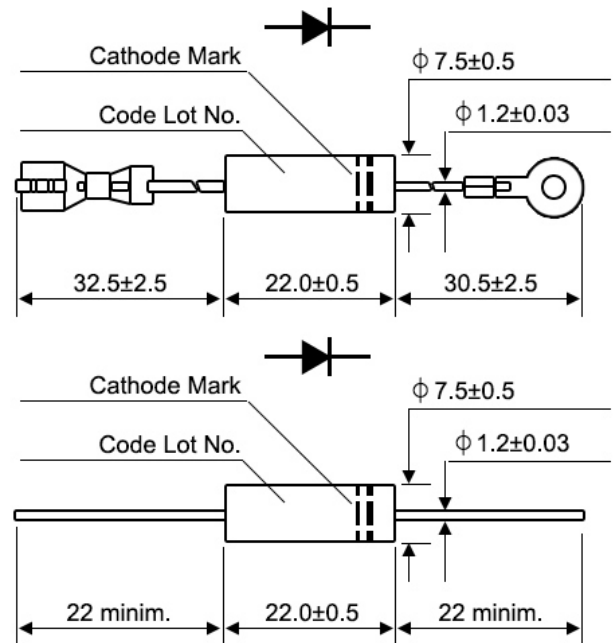 Cathode Mark
ϕ 7.5±0.5
Code Lot No.
ϕ 1.2±0.03
32.5±2.5
22.0±0.5
30.5±2.5
Cathode Mark
ϕ 7.5±0.5
Code Lot No.
ϕ 1.2±0.03
22 minim.
22.0±0.5
22 minim.